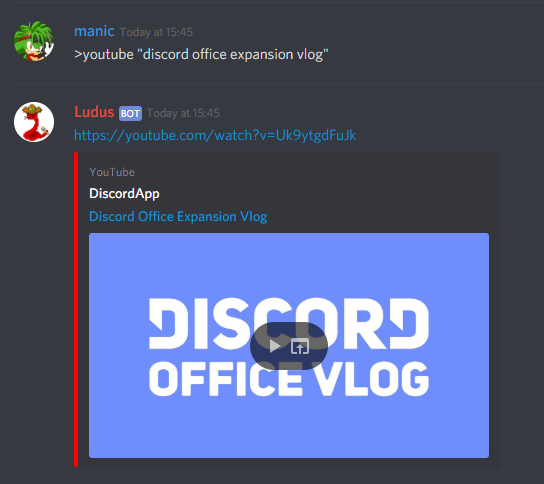 manic Today at 15:45
>youtube "discord office expansion vlog"
Ludus BOT Today at 15:45
https://youtube.com/watch?v=Uk9ytgdFuJk
YouTube
DiscordApp
Discord Office Expansion Vlog
DISCORD
OFFICE VLOG